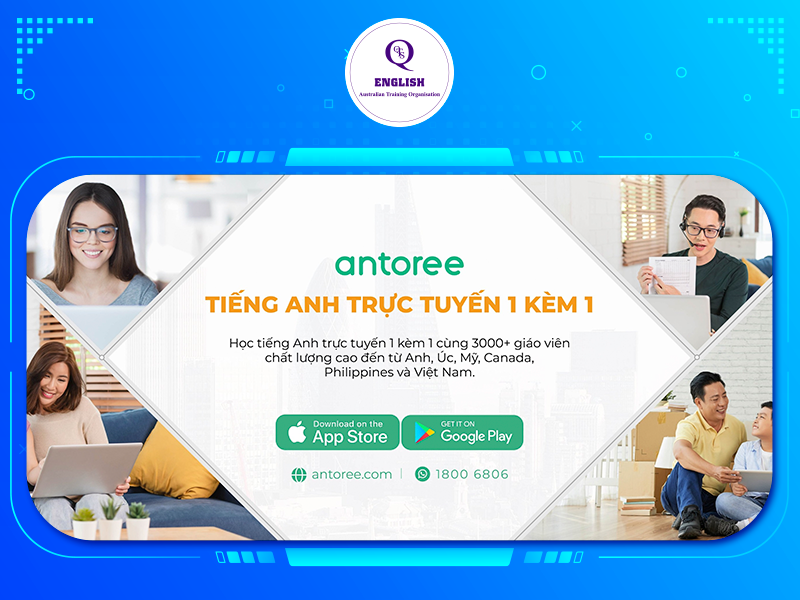 QTS
ENGLISH
Australian Training Organisation
antoree
TIẾNG ANH TRỰC TUYẾN 1 KÈM 1
Học tiếng Anh trực tuyến 1 kèm 1 cùng 3000+ giáo viên
chất lượng cao đến từ Anh, Úc, Mỹ, Canada,
Philippines và Việt Nam.
Download on the
App Store
GET IT ON
Google Play
antoree.com | 1800 6806